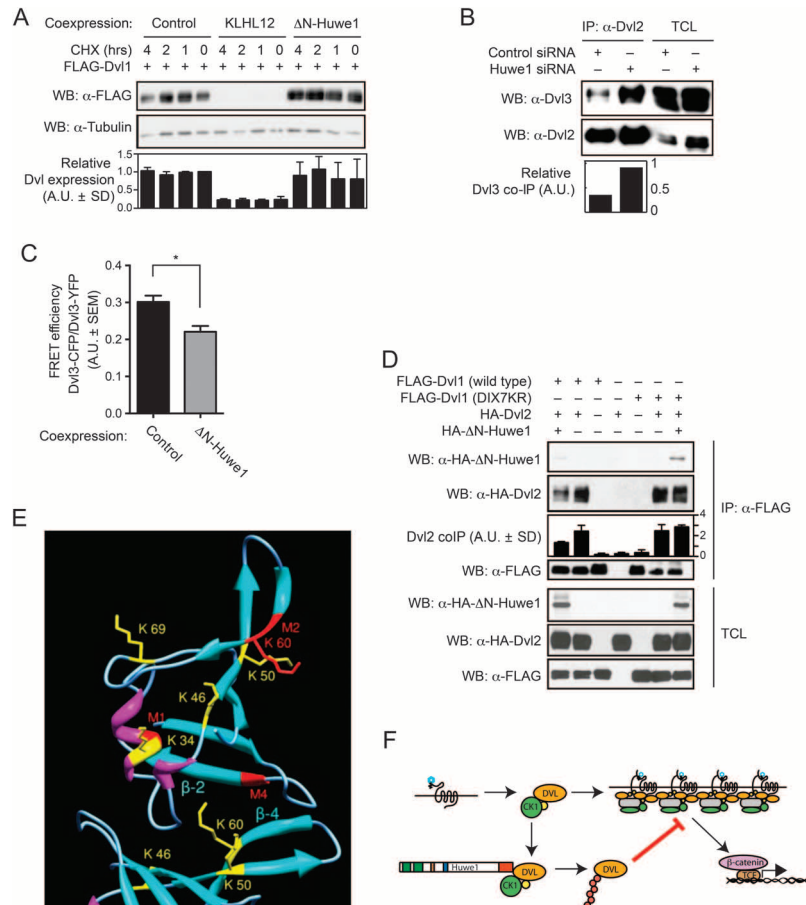 A
Coexpression: Control KLHL12 ΔN-Huwe1
CHX (hrs) 4 2 1 0 4 2 1 0 4 2 1 0
FLAG-Dvl1 + + + + + + + + + + + +
WB: α-FLAG
WB: α-Tubulin
Relative
Dvl expression
(A.U. ± SD)
1.0
0.5
0.0
B
IP: α-Dvl2 TCL
Control siRNA + – + –
Huwe1 siRNA – + – +
WB: α-Dvl3
WB: α-Dvl2
Relative
Dvl3 co-IP (A.U.)
1
0.5
0
C
FRET efficiency
Dvl3-CFP/Dvl3-YFP
(A.U. ± SEM)
0.4
0.3
0.2
0.1
0.0
*
Coexpression:
Control
ΔN-Huwe1
D
FLAG-Dvl1 (wild type) + + + – – – –
FLAG-Dvl1 (DIX7KR) – – – – + + +
HA-Dvl2 + + – + – + +
HA-ΔN-Huwe1 + – – – – – +
WB: α-HA-ΔN-Huwe1
WB: α-HA-Dvl2
Dvl2 coIP (A.U. ± SD)
4
2
0
WB: α-FLAG
IP: α-FLAG
WB: α-HA-ΔN-Huwe1
WB: α-HA-Dvl2
WB: α-FLAG
TCL
E
K 69
M2
K 60
K 50
K 46
M1
K 34
β-2
M4
K 60
β-4
K 46
K 50
F
CK1
DVL
Huwe1
CK1
DVL
DVL
β-catenin
TCF